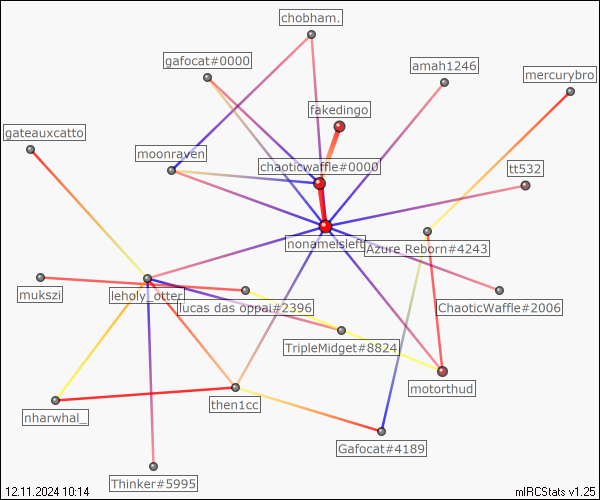 chobham.
gafocat#0000
amah1246
mercurybro
fakedingo
gateauxcatto
moonraven
chaoticwaffle#0000
tt532
nonameisleft
Azure_Reborn#4243
mukszi
leholy_otter
lucas das oppai#2396
ChaoticWaffle#2006
TripleMidget#8824
motorthud
nharwhal_
then1cc
Gafocat#4189
Thinker#5995
12.11.2024 10:14
mIRCStats v1.25